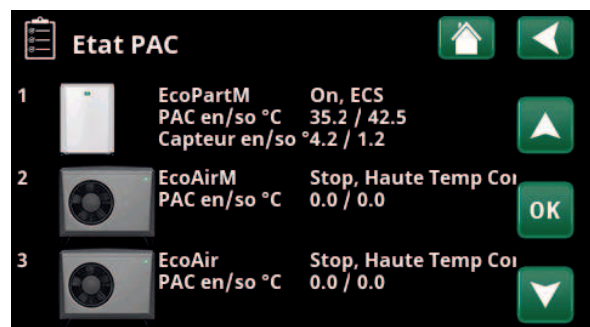 Etat PAC
1 EcoPartM On, ECS
PAC en/so °C 35.2 / 42.5
Capteur en/so °4.2 / 1.2
2 EcoAirM Stop, Haute Temp Con
PAC en/so °C 0.0 / 0.0
OK
3 EcoAir Stop, Haute Temp Con
PAC en/so °C 0.0 / 0.0